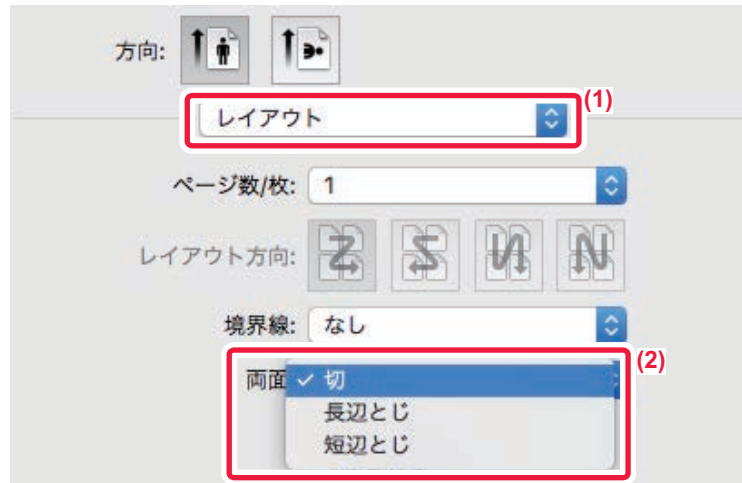 方向:
レイアウト (1)
ページ数/枚: 1
レイアウト方向:
境界線: なし
(2)
両面 ✓ 切
長辺とじ
短辺とじ